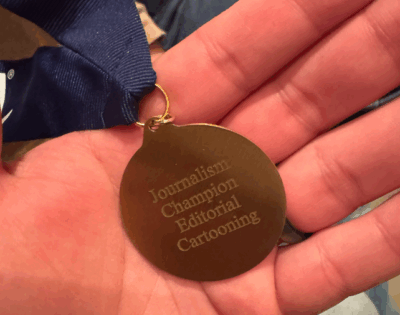 Journalism
Champion
Editorial
Cartooning